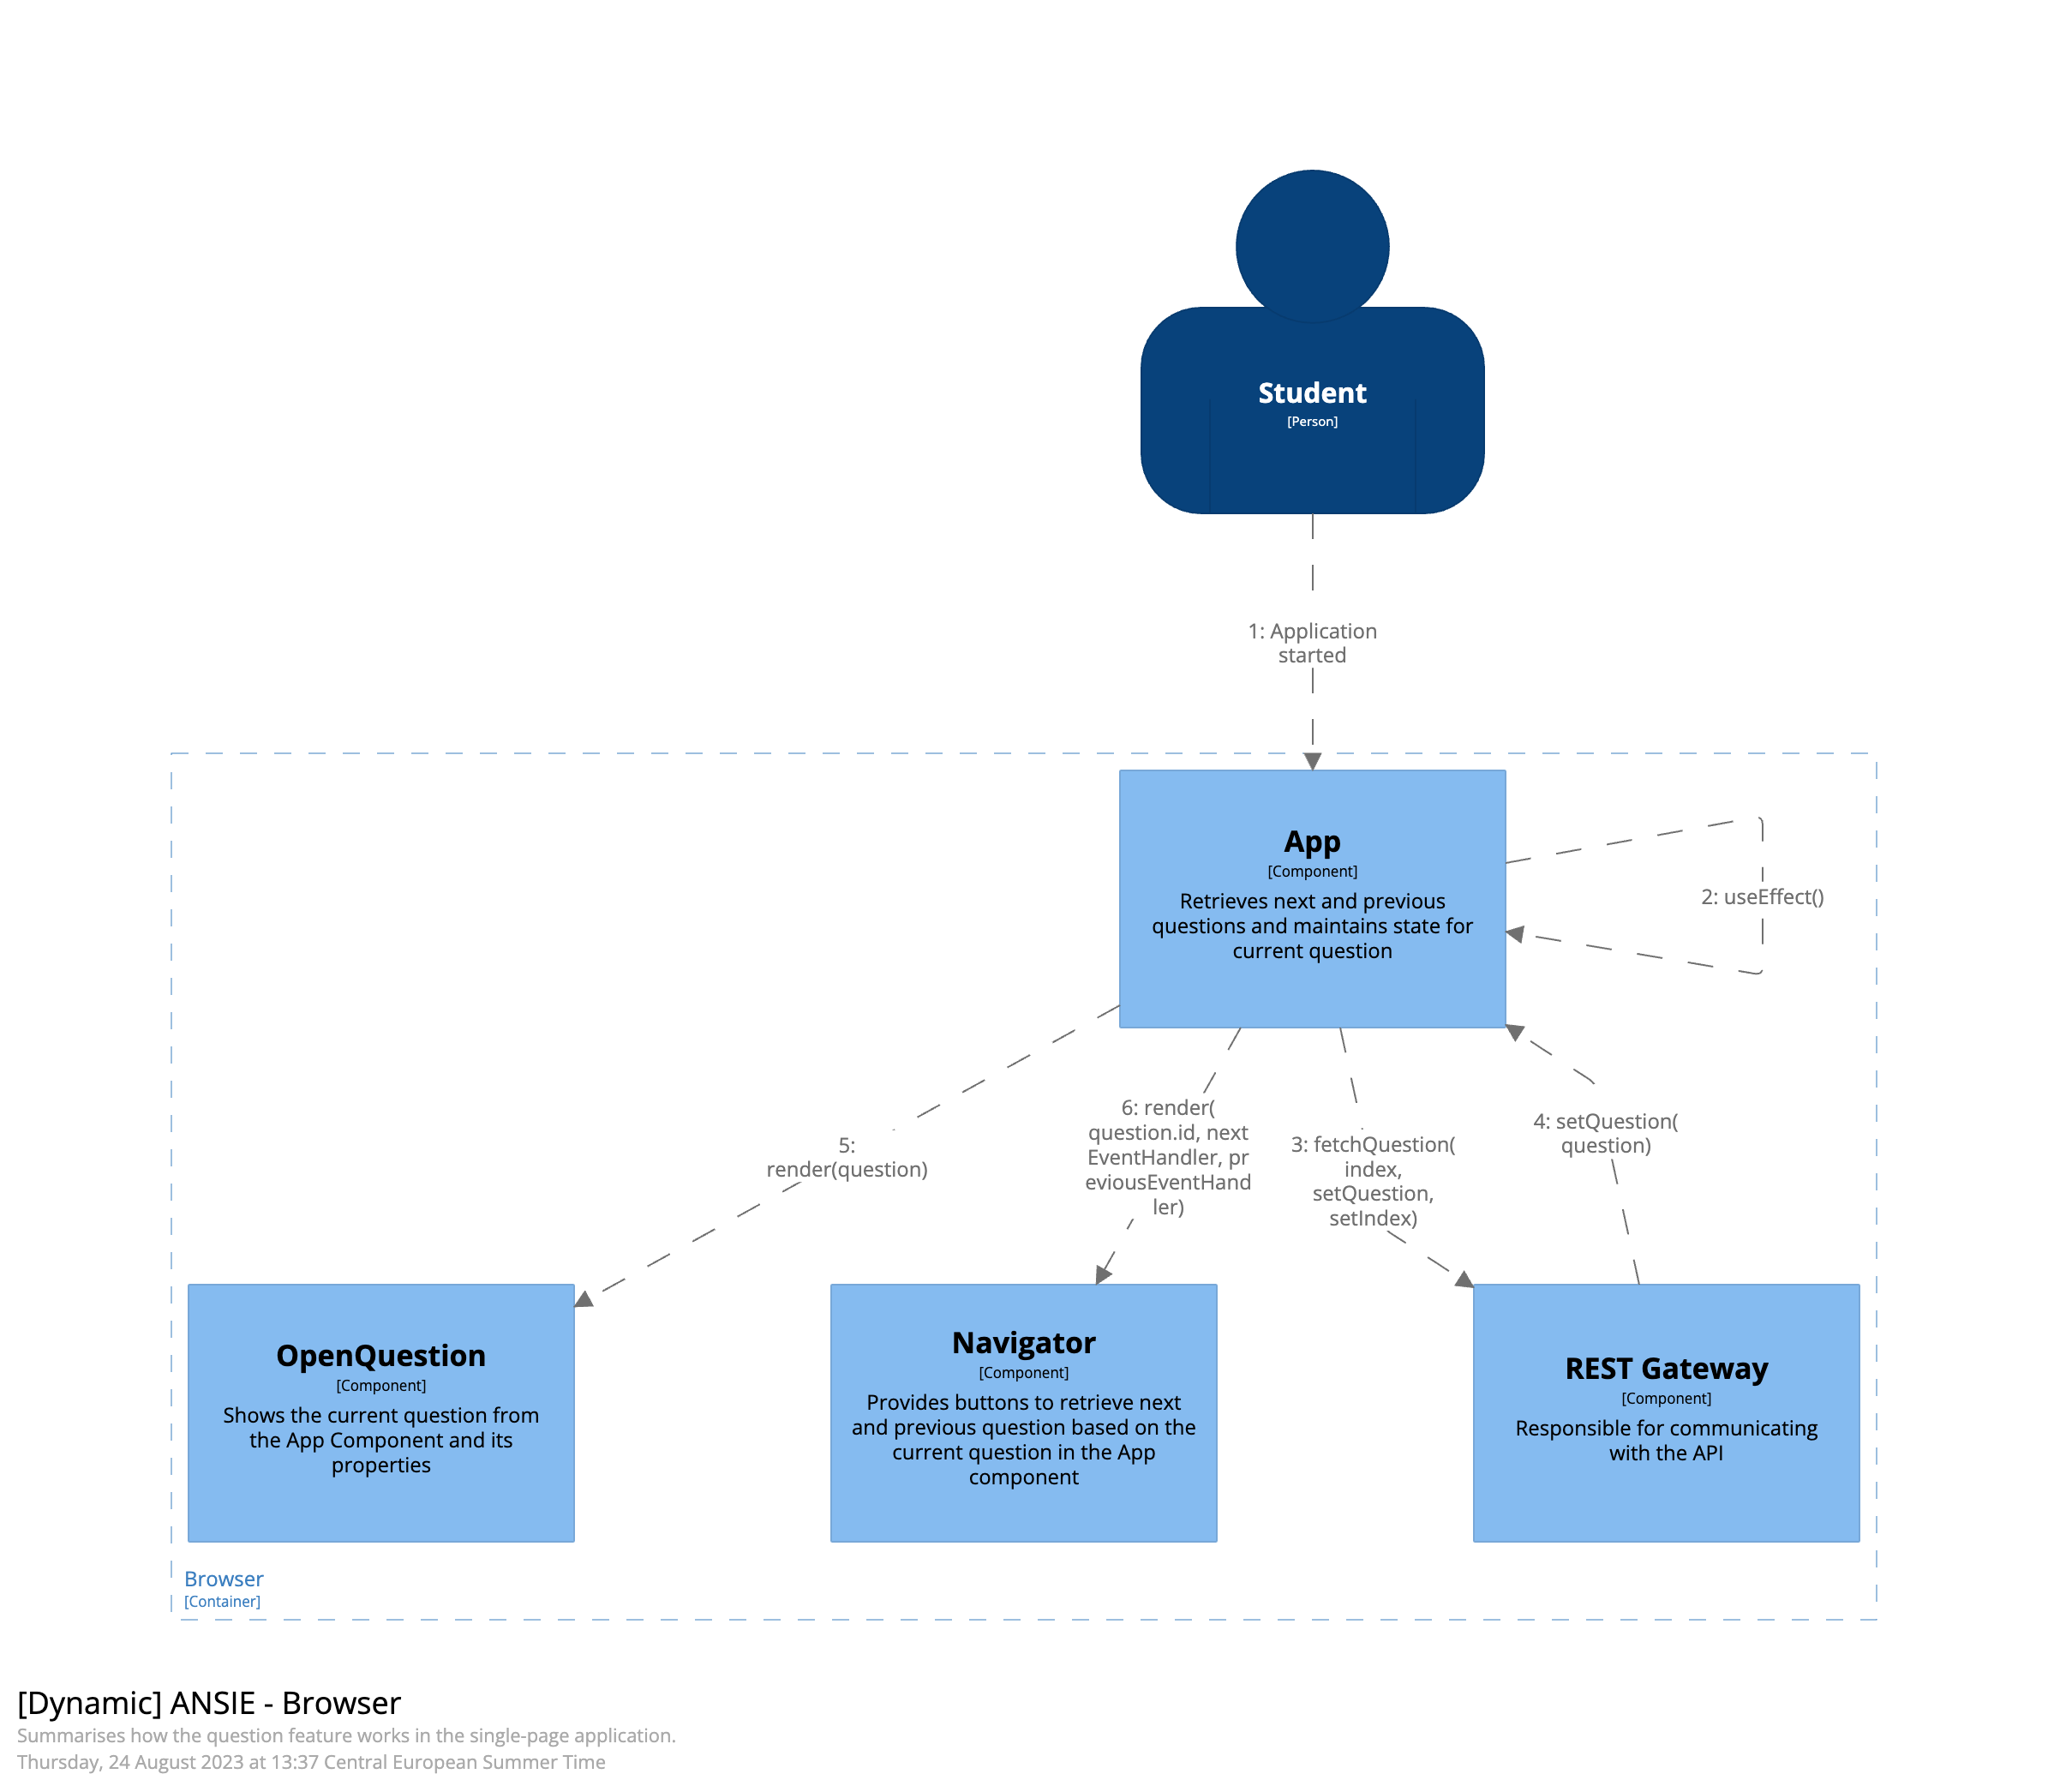 Student
[Person]
1: Application
started
App
[Component]
Retrieves next and previous
questions and maintains state for
current question
2: useEffect()
5:
render(question)
6: render(
question.id, next
EventHandler, pr
eviousEventHand
ler)
3: fetchQuestion(
index,
setQuestion,
setIndex)
4: setQuestion(
question)
OpenQuestion
[Component]
Shows the current question from
the App Component and its
properties
Navigator
[Component]
Provides buttons to retrieve next
and previous question based on the
current question in the App
component
REST Gateway
[Component]
Responsible for communicating
with the API
Browser
[Container]
[Dynamic] ANSIE - Browser
Summarises how the question feature works in the single-page application.
Thursday, 24 August 2023 at 13:37 Central European Summer Time